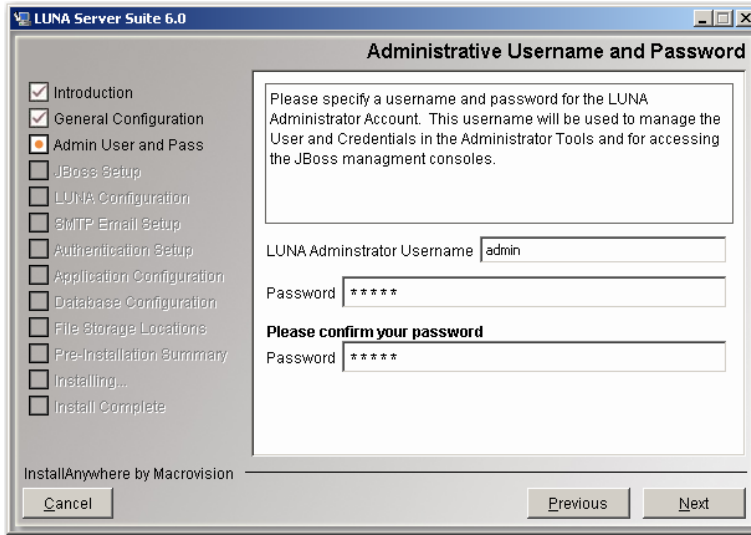 LUNA Server Suite 6.0
Administrative Username and Password
Introduction
General Configuration
Admin User and Pass
JBoss Setup
LUNA Configuration
SMTP Email Setup
Authentication Setup
Application Configuration
Database Configuration
File Storage Locations
Pre-Installation Summary
Installing...
Install Complete
Please specify a username and password for the LUNA
Administrator Account. This username will be used to manage the
User and Credentials in the Administrator Tools and for accessing
the JBoss managment consoles.
LUNA Adminstrator Username admin
Password *****
Please confirm your password
Password *****
InstallAnywhere by Macrovision
Cancel
Previous
Next